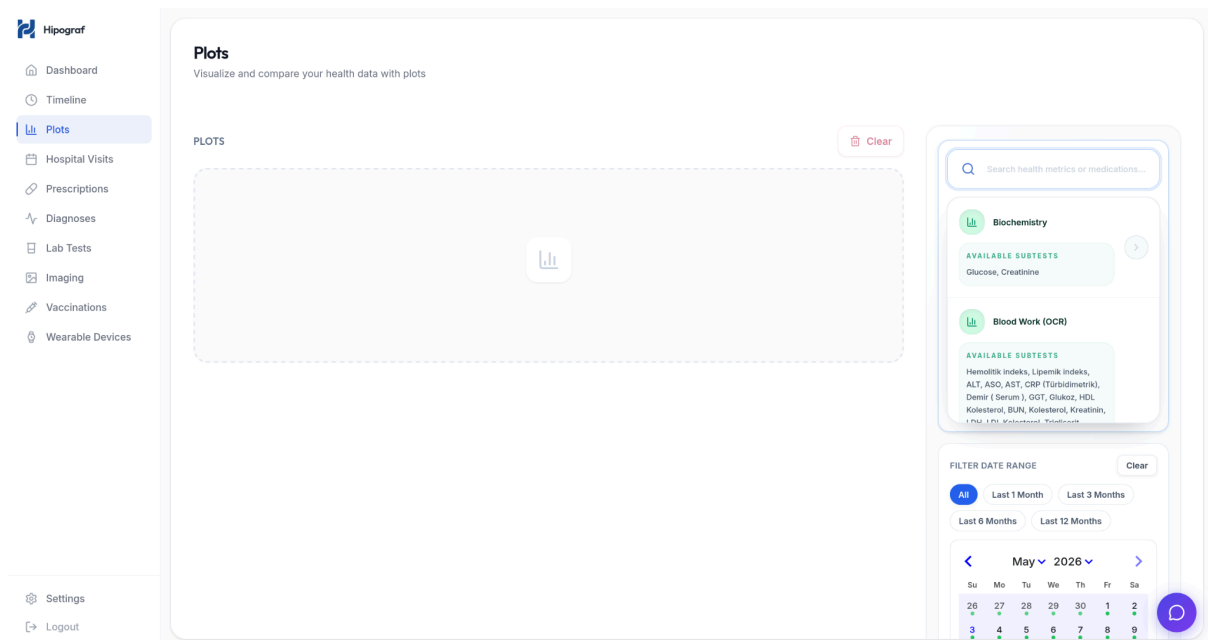 Hipograf
Dashboard
Timeline
Plots
Hospital Visits
Prescriptions
Diagnoses
Lab Tests
Imaging
Vaccinations
Wearable Devices
Settings
Logout
Plots
Visualize and compare your health data with plots
PLOTS
Clear
Search health metrics or medications...
Biochemistry
AVAILABLE SUBTESTS
Glucose, Creatinine
Blood Work (OCR)
AVAILABLE SUBTESTS
Hemolitik indeks, Lipemik indeks,
ALT, ASO, AST, CRP (Türbidimetrik),
Demir ( Serum ), GGT, Glukoz, HDL
Kolesterol, BUN, Kolesterol, Kreatinin,
LDH, LDL Kolesterol, Trigliserit
FILTER DATE RANGE
Clear
All Last 1 Month Last 3 Months
Last 6 Months Last 12 Months
May 2026
Su Mo Tu We Th Fr Sa
26 27 28 29 30 1 2
3 4 5 6 7 8 9